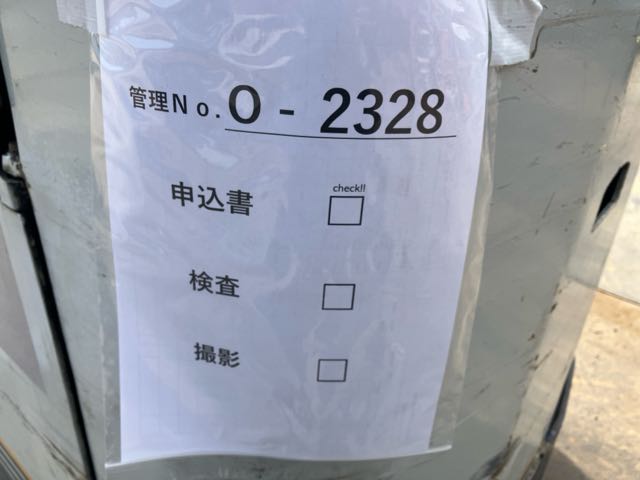 管理No. O - 2328
check!!
申込書 □
検査 □
撮影 □